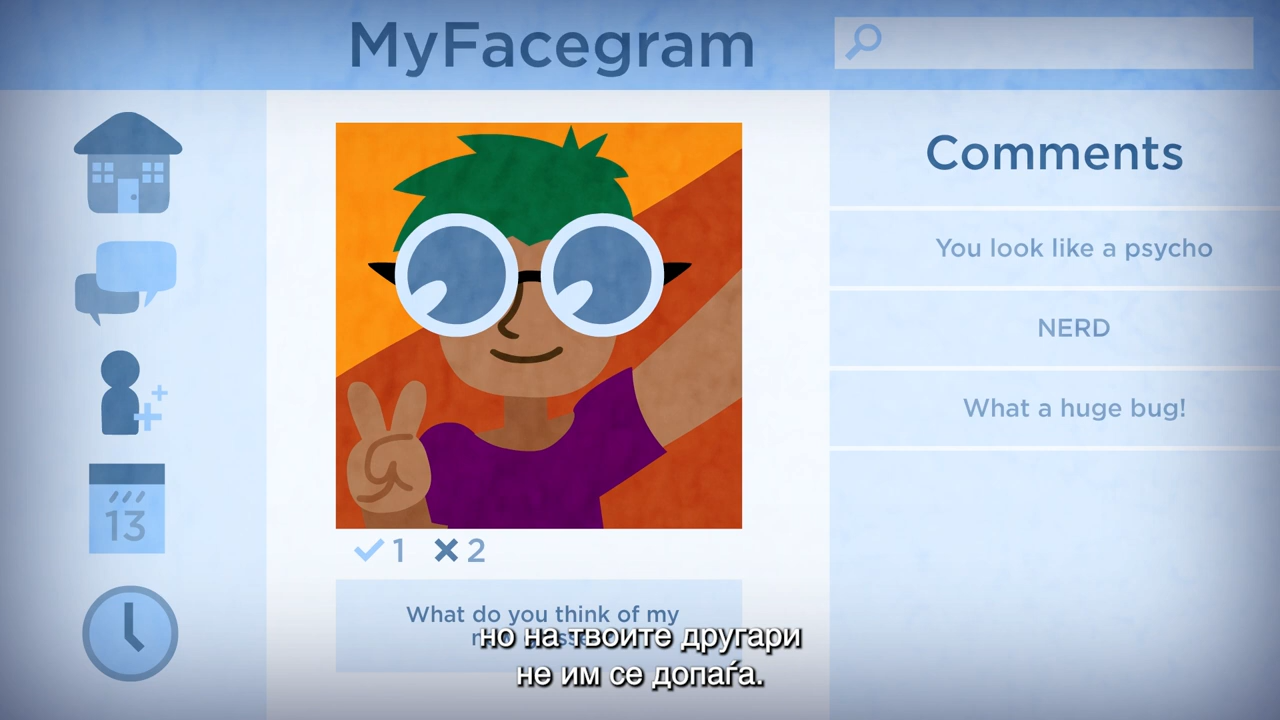 MyFacegram
13
1
2
What do you think of my
Comments
You look like a psycho
NERD
What a huge bug!
но на твоите другари
не им се допаѓа.